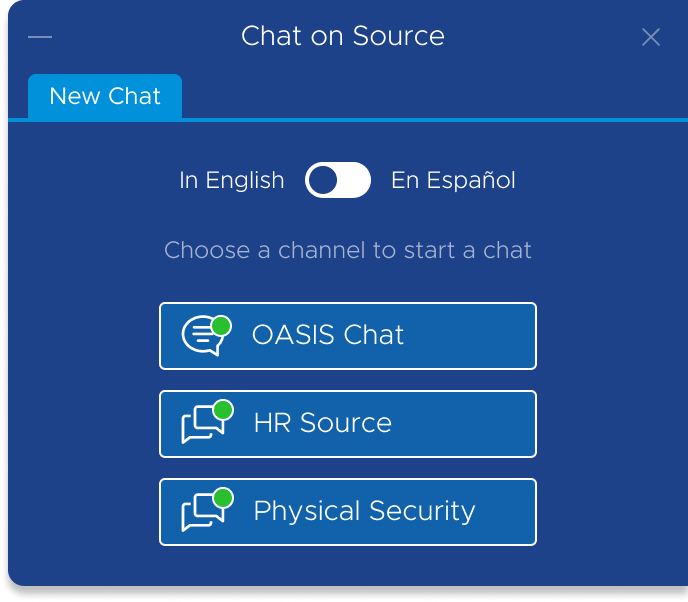 Chat on Source
New Chat
In English En Español
Choose a channel to start a chat
OASIS Chat
HR Source
Physical Security